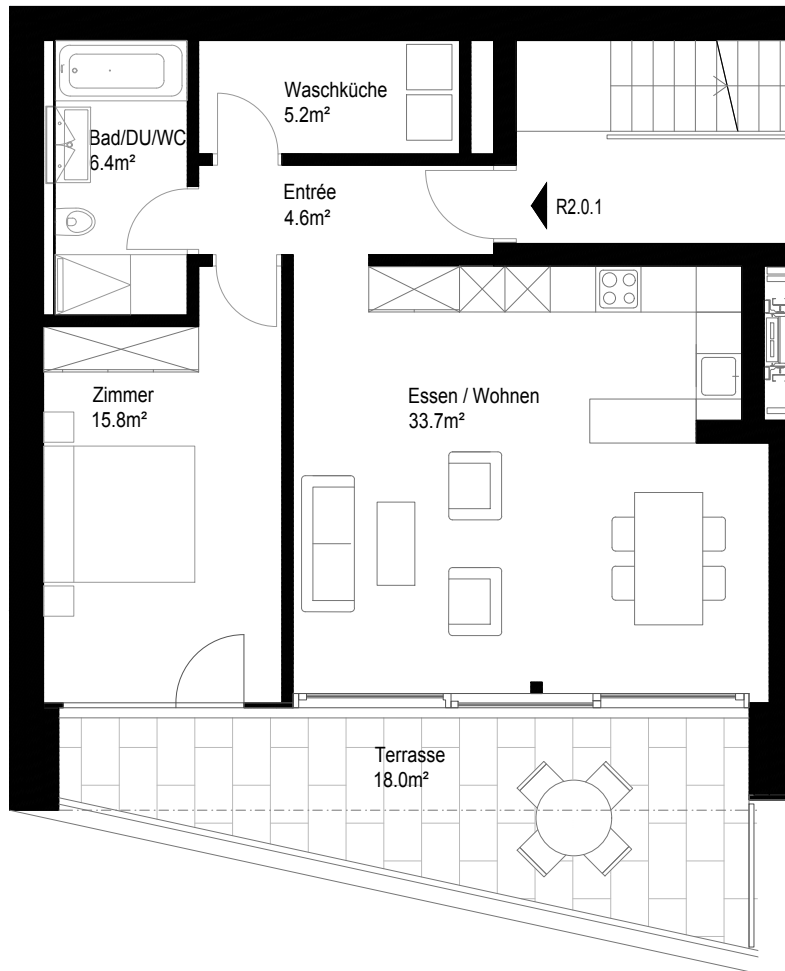 Waschküche
5.2m²
Bad/DU/WC
6.4m²
Entrée
4.6m²
R2.0.1
Zimmer
15.8m²
Essen / Wohnen
33.7m²
Terrasse
18.0m²